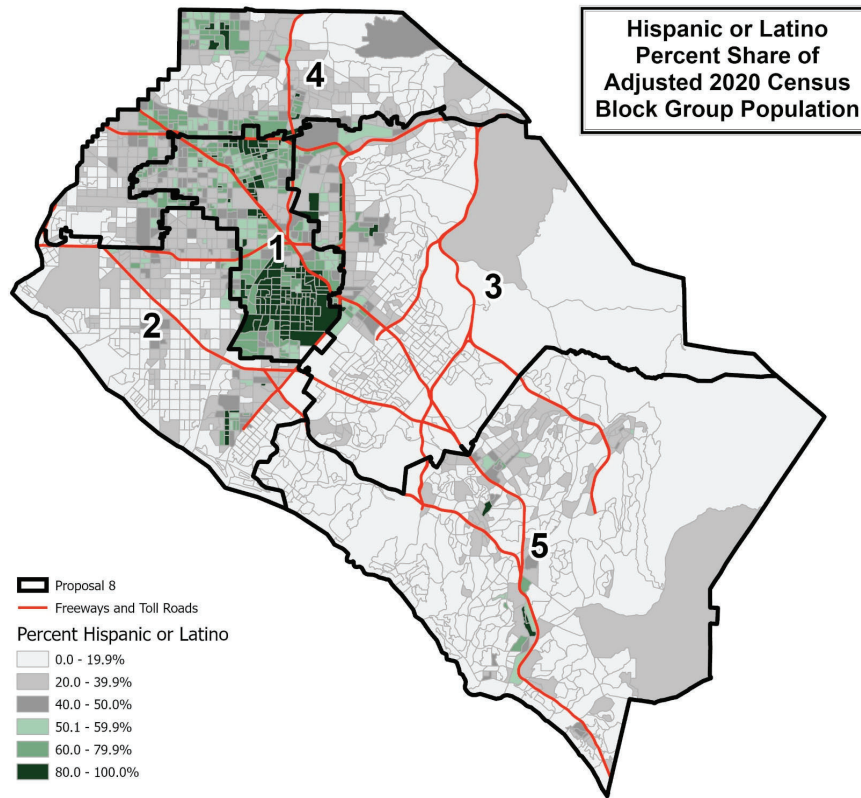 Hispanic or Latino
Percent Share of
Adjusted 2020 Census
Block Group Population
4
1
3
2
5
Proposal 8
Freeways and Toll Roads
Percent Hispanic or Latino
0.0 - 19.9%
20.0 - 39.9%
40.0 - 50.0%
50.1 - 59.9%
60.0 - 79.9%
80.0 - 100.0%